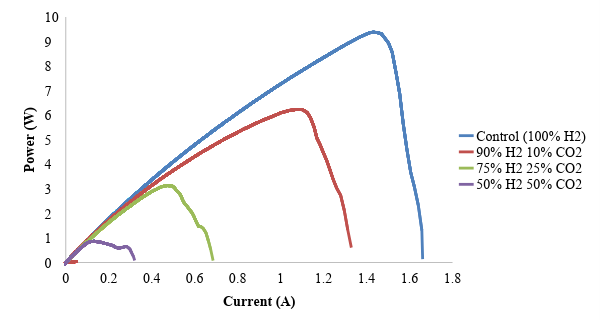 10
9
8
7
6
5
4
3
2
1
0
Power (W)
0 0.2 0.4 0.6 0.8 1 1.2 1.4 1.6 1.8
Current (A)
Control (100% H2)
90% H2 10% CO2
75% H2 25% CO2
50% H2 50% CO2